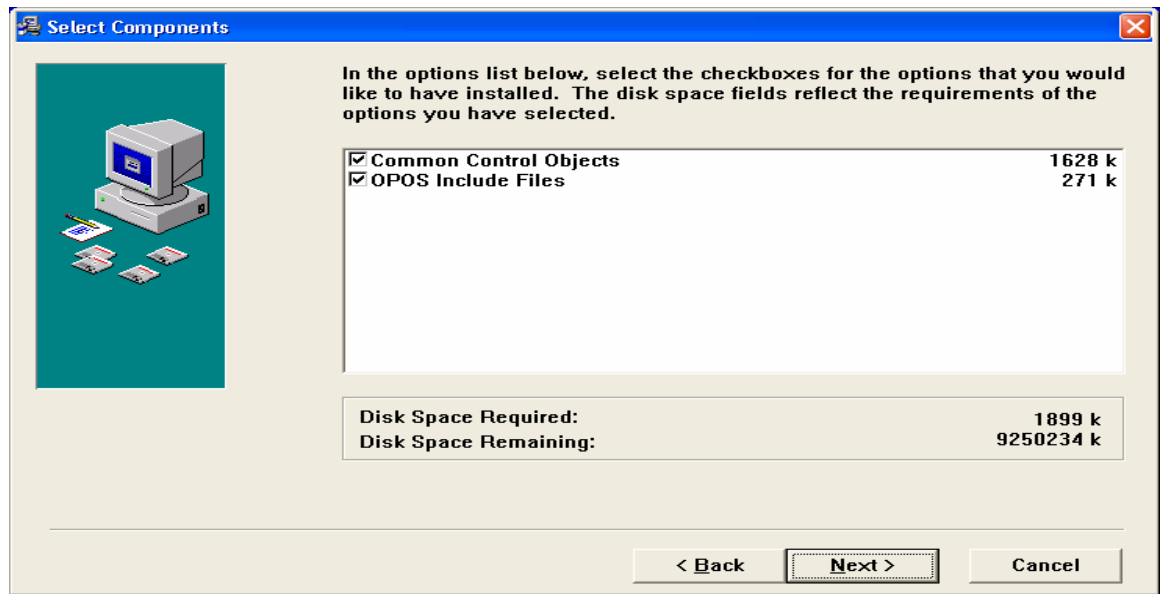 Select Components
In the options list below, select the checkboxes for the options that you would
like to have installed. The disk space fields reflect the requirements of the
options you have selected.
Common Control Objects 1628 k
OPOS Include Files 271 k
Disk Space Required: 1899 k
Disk Space Remaining: 9250234 k
< Back Next > Cancel